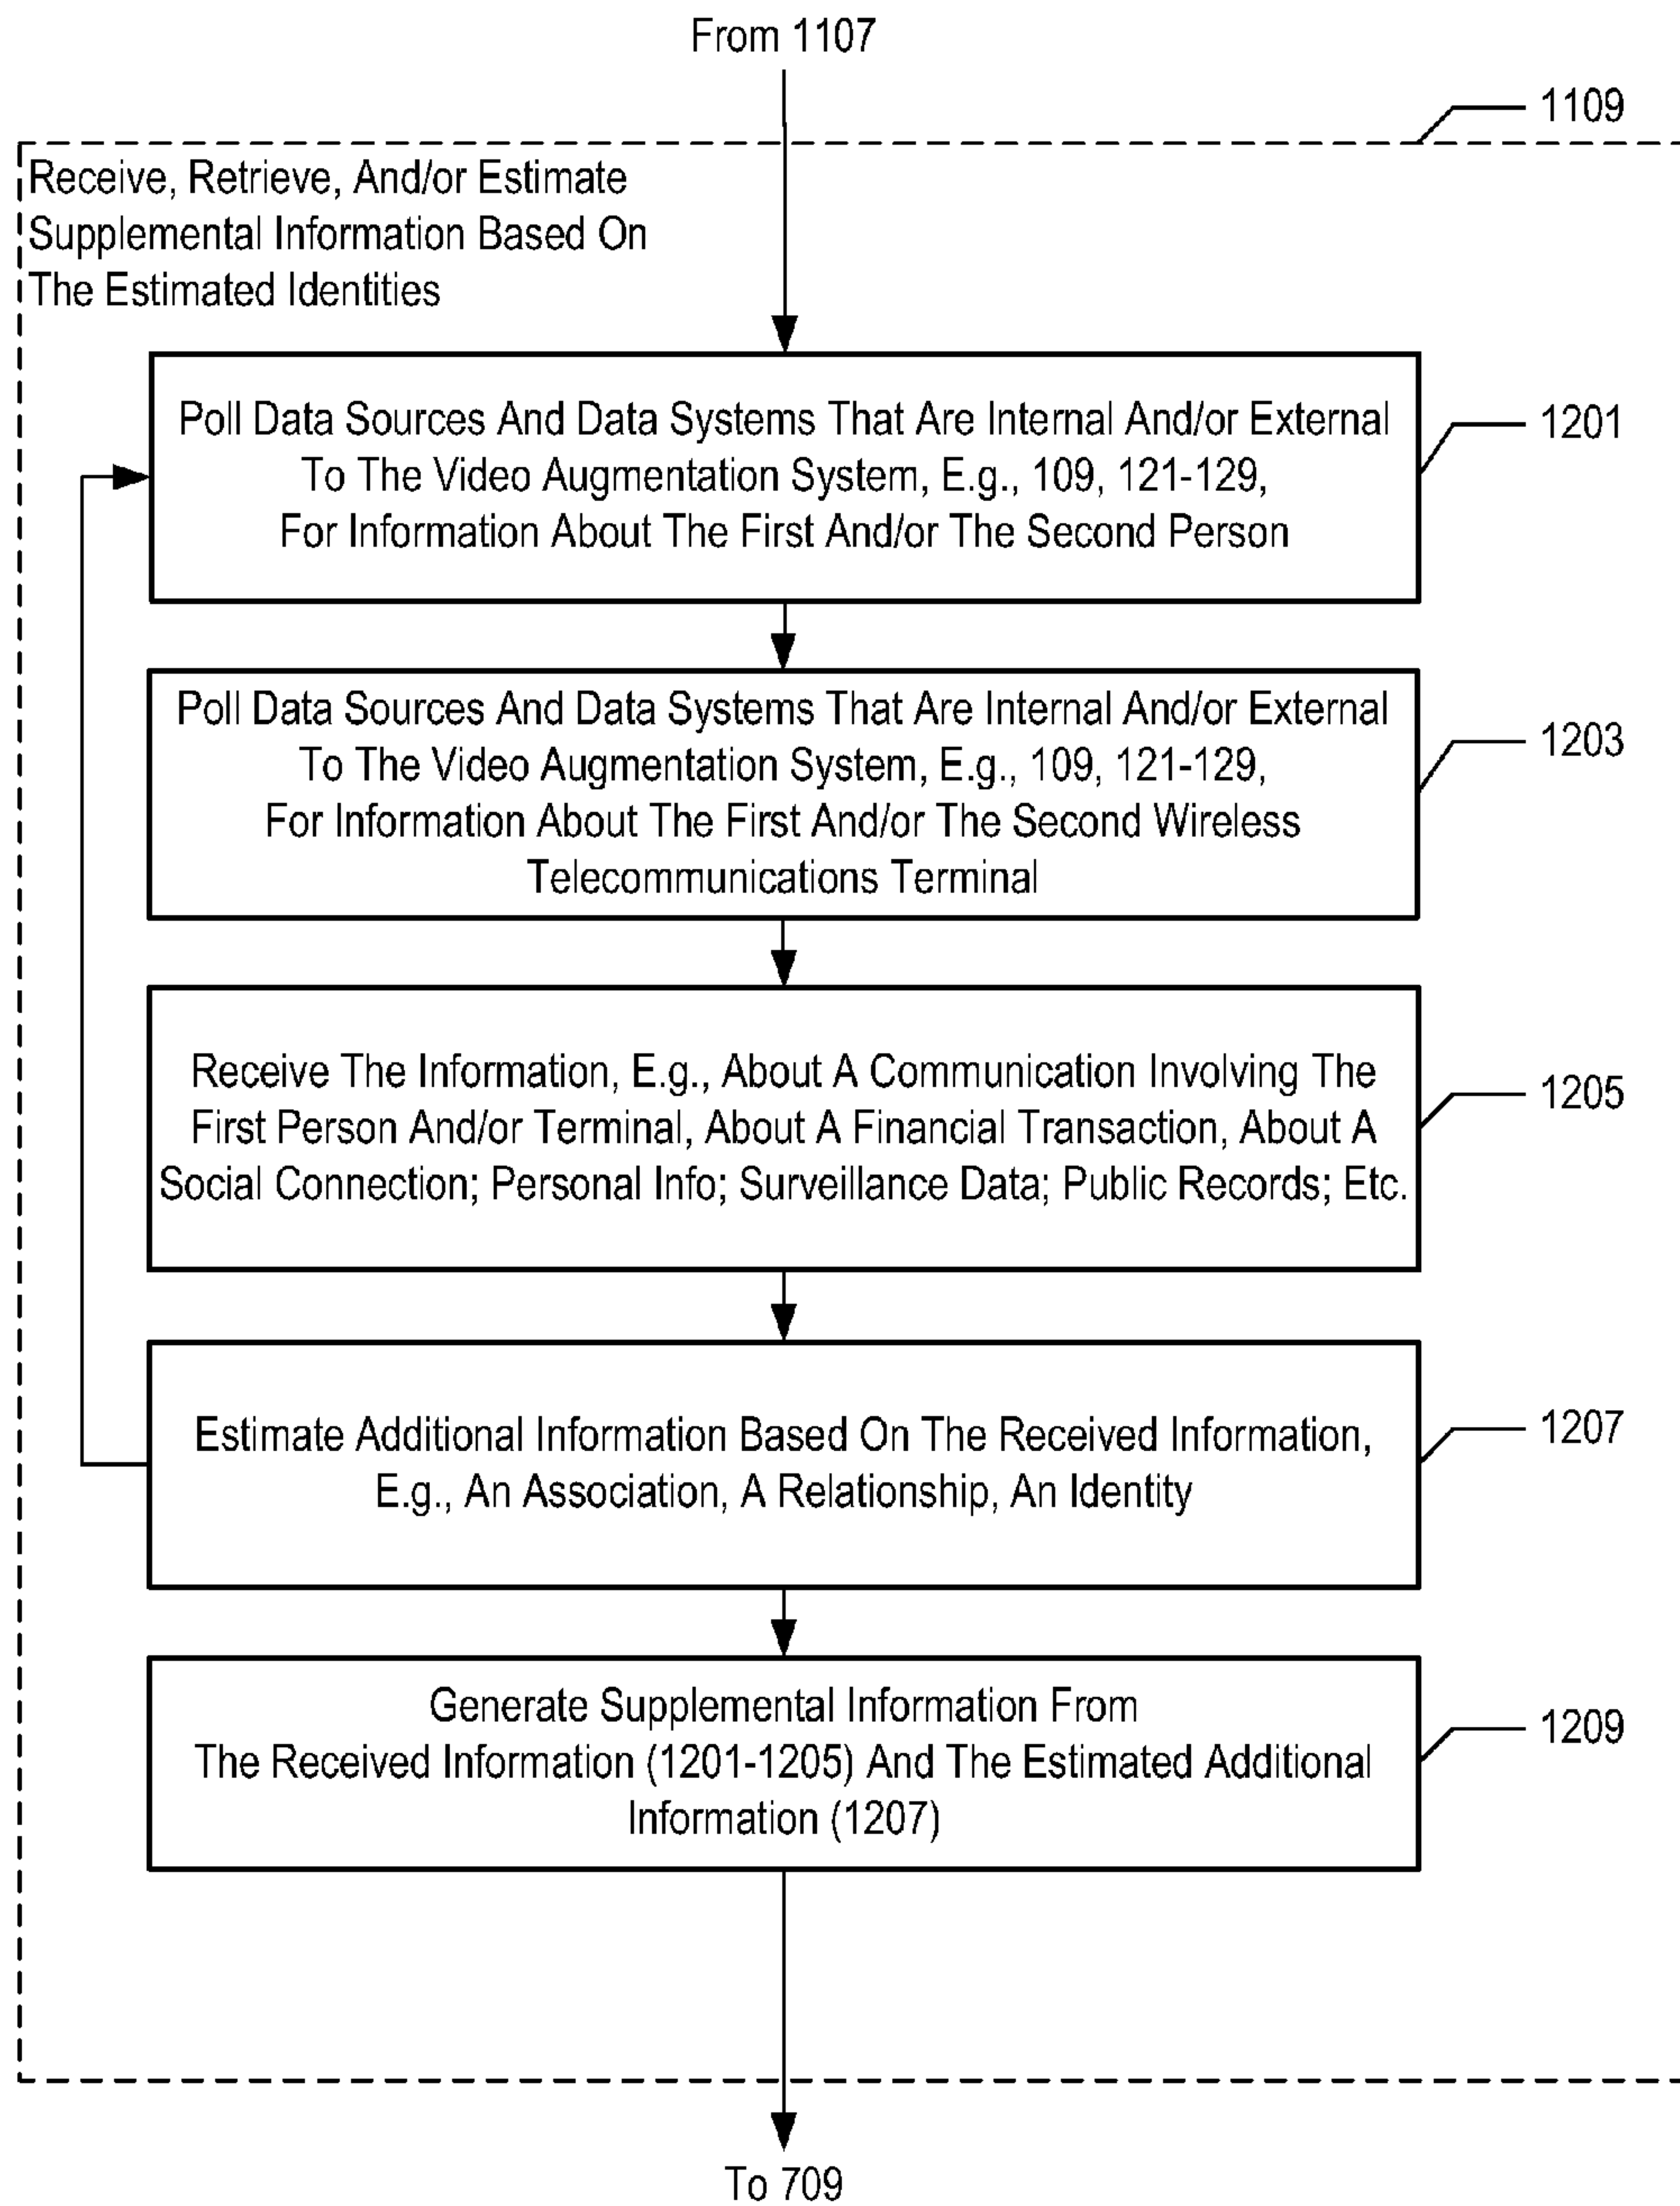 From 1107
1109
Receive, Retrieve, And/or Estimate
Supplemental Information Based On
The Estimated Identities
Poll Data Sources And Data Systems That Are Internal And/or External
To The Video Augmentation System, E.g., 109, 121-129,
For Information About The First And/or The Second Person
1201
Poll Data Sources And Data Systems That Are Internal And/or External
To The Video Augmentation System, E.g., 109, 121-129,
For Information About The First And/or The Second Wireless
Telecommunications Terminal
1203
Receive The Information, E.g., About A Communication Involving The
First Person And/or Terminal, About A Financial Transaction, About A
Social Connection; Personal Info; Surveillance Data; Public Records; Etc.
1205
Estimate Additional Information Based On The Received Information,
E.g., An Association, A Relationship, An Identity
1207
Generate Supplemental Information From
The Received Information (1201-1205) And The Estimated Additional
Information (1207)
1209
To 709